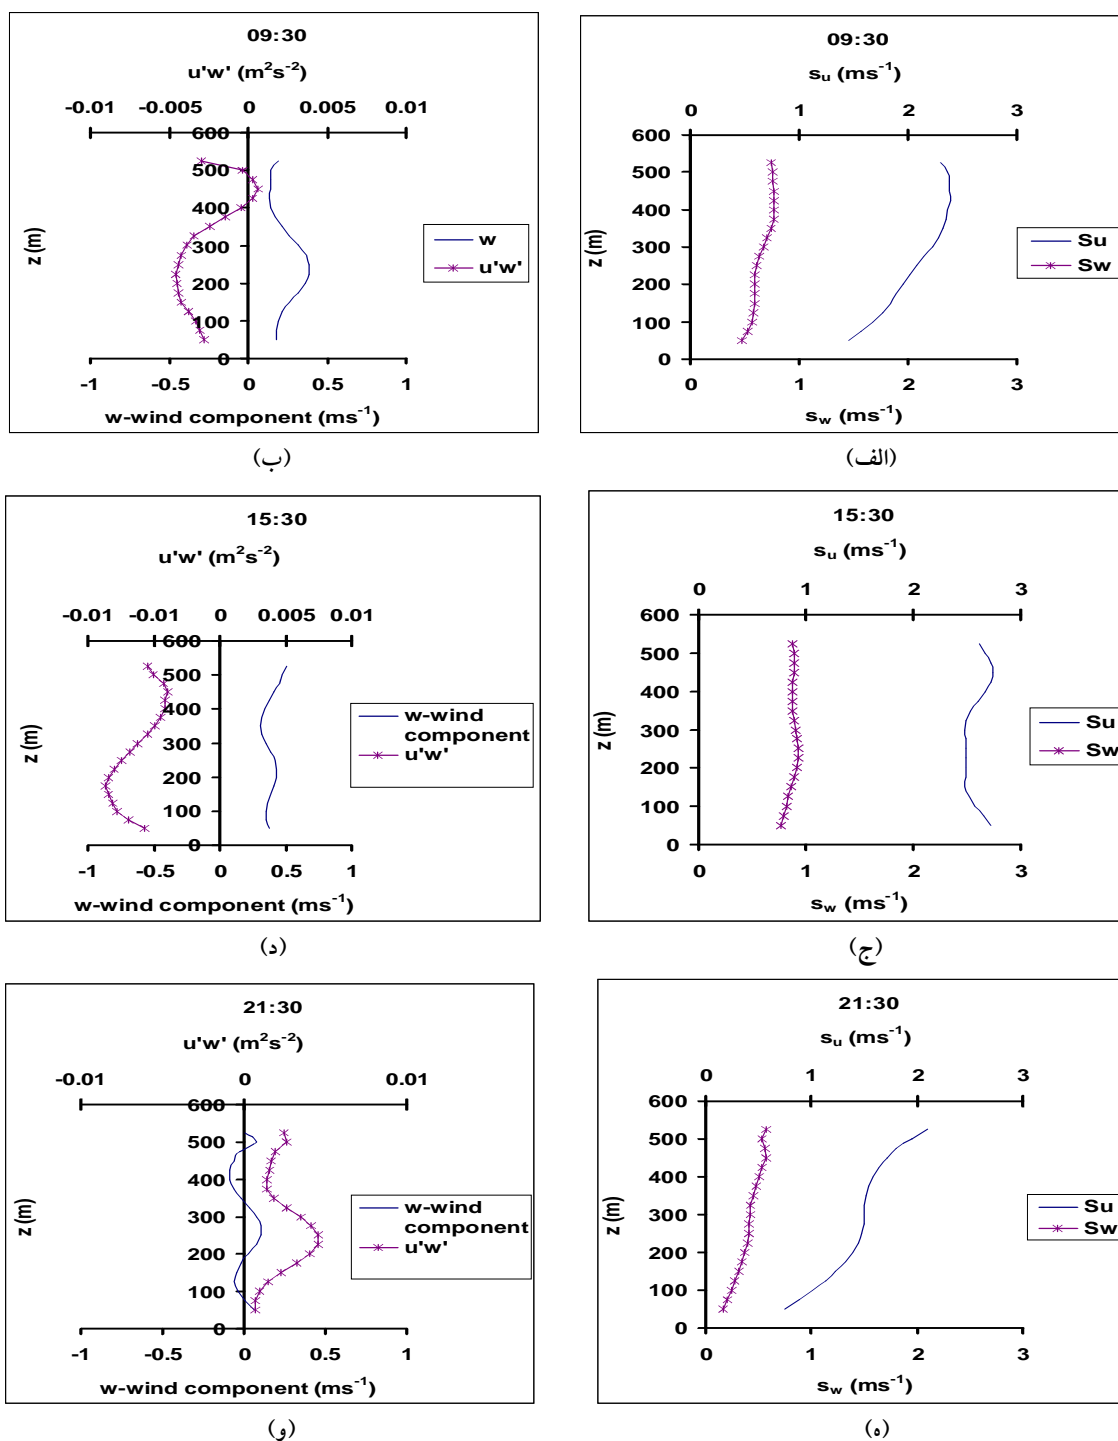 09:30
u'w' (m²s⁻²)
-0.01 -0.005 0 0.005 0.01
600
500
400
300
200
100
0
z (m)
w
u'w'
-1 -0.5 0 0.5 1
w-wind component (ms⁻¹)
(ب)
09:30
s_u (ms⁻¹)
0 1 2 3
600
500
400
300
200
100
0
z (m)
Su
Sw
0 1 2 3
s_w (ms⁻¹)
(الف)
15:30
u'w' (m²s⁻²)
-0.01 -0.01 0 0.005 0.01
600
500
400
300
200
100
0
z (m)
w-wind
component
u'w'
-1 -0.5 0 0.5 1
w-wind component (ms⁻¹)
(د)
15:30
s_u (ms⁻¹)
0 1 2 3
600
500
400
300
200
100
0
z (m)
Su
Sw
0 1 2 3
s_w (ms⁻¹)
(ج)
21:30
u'w' (m²s⁻²)
-0.01 0 0.01
600
500
400
300
200
100
0
z (m)
w-wind
component
u'w'
-1 -0.5 0 0.5 1
w-wind component (ms⁻¹)
(و)
21:30
s_u (ms⁻¹)
0 1 2 3
600
500
400
300
200
100
0
z (m)
Su
Sw
0 1 2 3
s_w (ms⁻¹)
(ه)